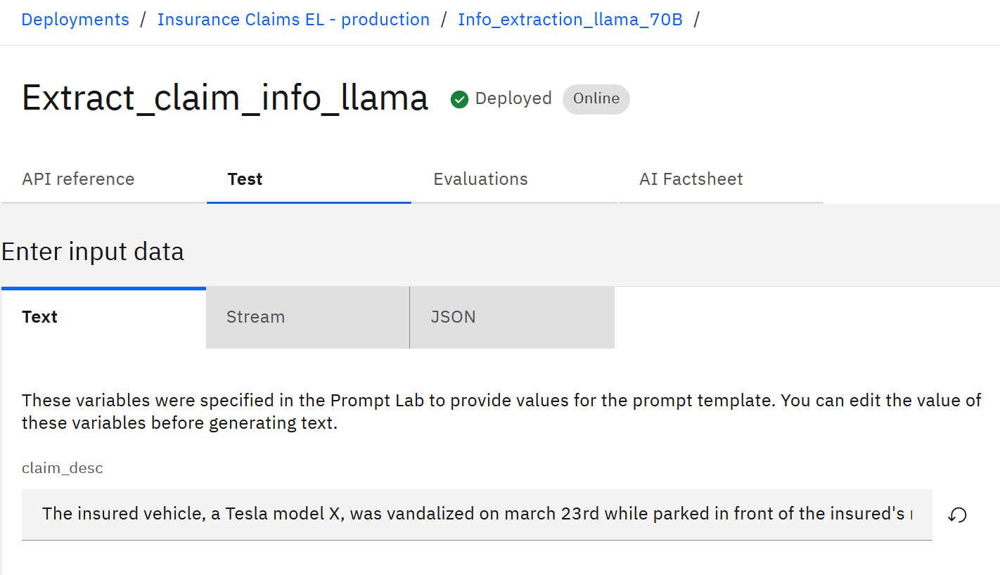 Deployments / Insurance Claims EL - production / Info_extraction_llama_70B /
Extract_claim_info_llama Deployed Online
API reference Test Evaluations AI Factsheet
Enter input data
Text Stream JSON
These variables were specified in the Prompt Lab to provide values for the prompt template. You can edit the value of
these variables before generating text.
claim_desc
The insured vehicle, a Tesla model X, was vandalized on march 23rd while parked in front of the insured's